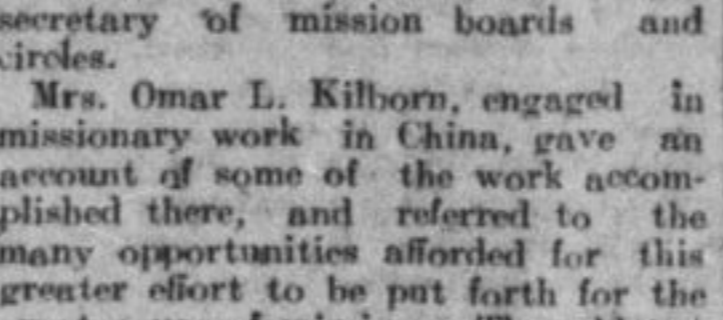 secretary of mission boards and
circles.
Mrs. Omar L. Kilborn, engaged in
missionary work in China, gave an
account of some of the work accom-
plished there, and referred to the
many opportunities afforded for this
greater effort to be put forth for the